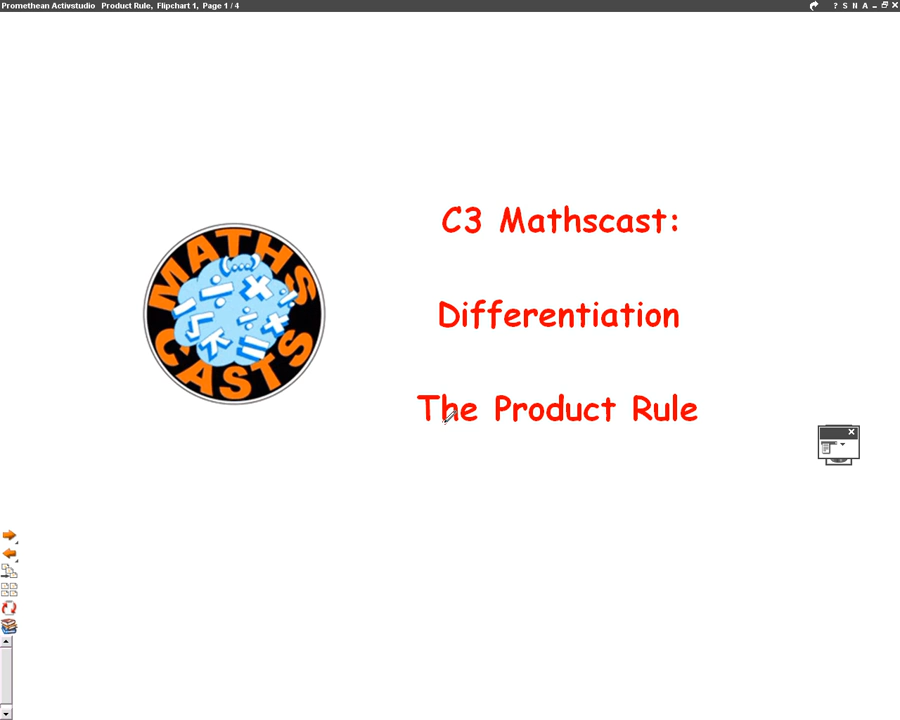 Promethean Activstudio Product Rule, Flipchart 1, Page 1 / 4
? S N A
MATHS
(...)
CASTS
C3 Mathscast:
Differentiation
The Product Rule